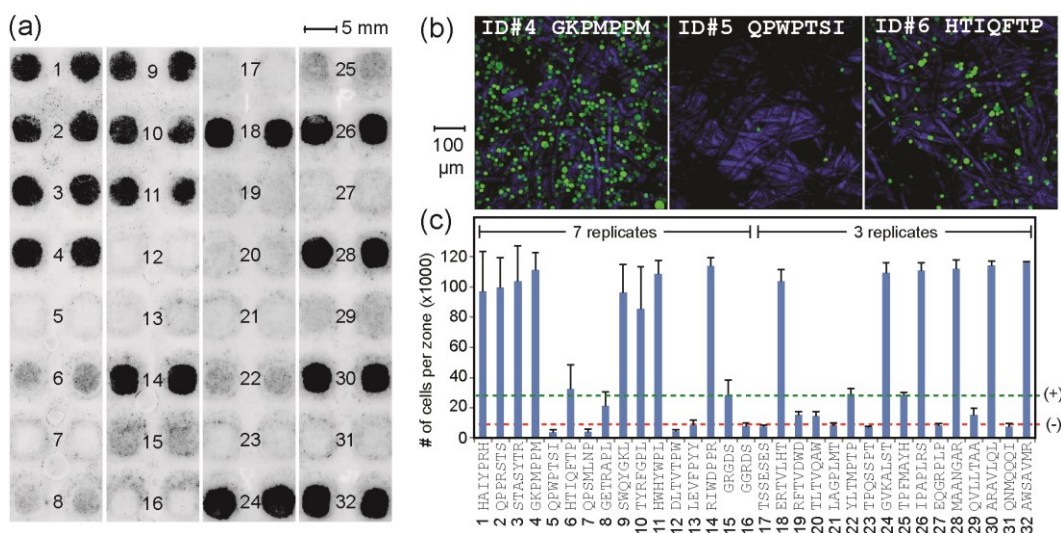 (a)
5 mm
1 9 17 25
2 10 18 26
3 11 19 27
4 12 20 28
5 13 21 29
6 14 22 30
7 15 23 31
8 16 24 32
(b)
ID#4 GKPMPPM
ID#5 QPWPTSI
ID#6 HTIQFTP
100
µm
(c)
7 replicates
3 replicates
# of cells per zone (x1000)
120
100
80
60
40
20
0
(+)
(-)
1 HAIYPRH
2 QPPRSTS
3 STASYTR
4 GKPMPPM
5 QPWPTSI
6 HTIQFTP
7 QPSMLNP
8 GETRAPL
9 SWQYGKL
10 TYRFGPL
11 HWHYWPL
12 DLTVTPW
13 LEVFPYY
14 RIWDPPR
15 GRGDS
16 GGRDS
17 TSSESES
18 ERTVLHT
19 RFTVDWD
20 TLTVQAW
21 LAGPLMT
22 YLTMPTP
23 TPQSSPT
24 GVKALST
25 TPPMAYH
26 IPAPLRS
27 EQGRPLP
28 MAANGAR
29 QVLLTAA
30 ARAVLQL
31 QNMQQQI
32 AWSAVMR